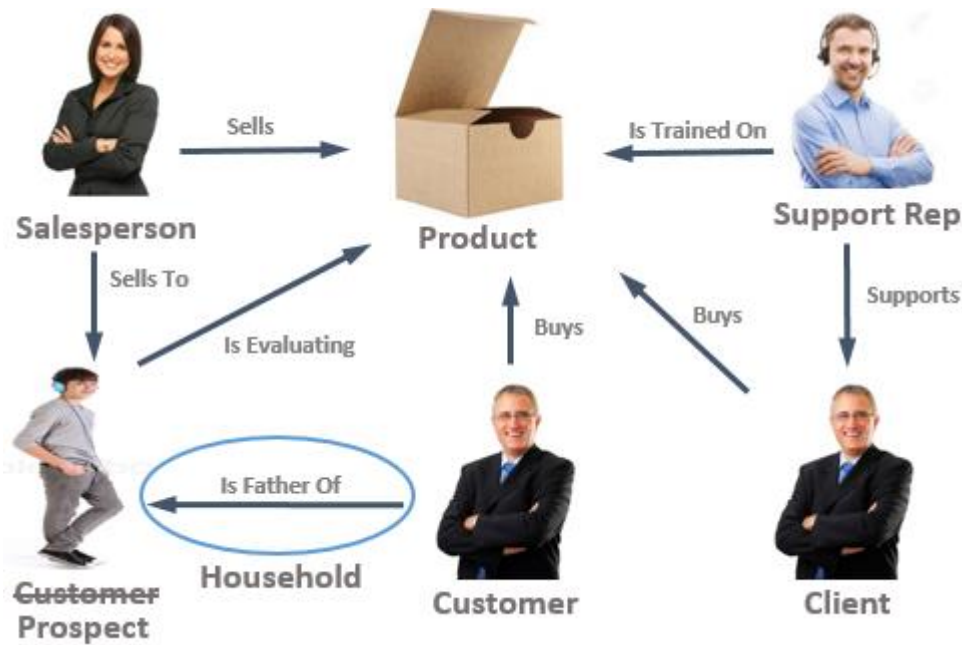 Sells
Is Trained On
Salesperson
Product
Support Rep
Sells To
Supports
Is Evaluating
Buys
Buys
Is Father Of
Household
Customer
Prospect
Customer
Client